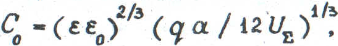 C₀ = (εε₀)^{2/3} (qα/12U_Σ)^{1/3},